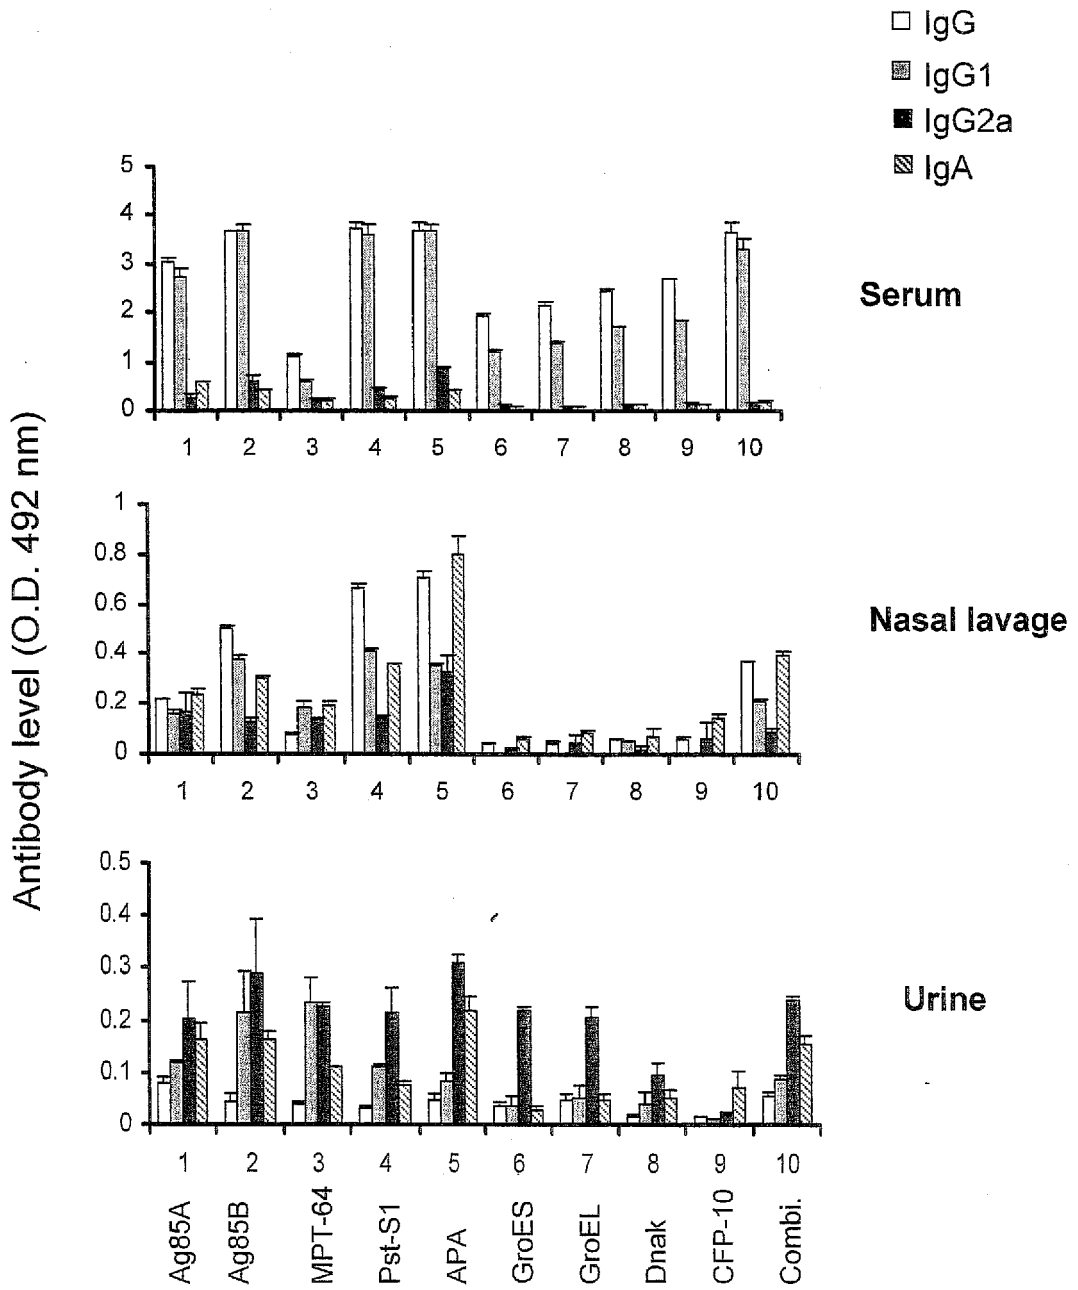 IgG
IgG1
IgG2a
IgA
Antibody level (O.D. 492 nm)
5
4
3
2
1
0
1 2 3 4 5 6 7 8 9 10
Serum
1
0.8
0.6
0.4
0.2
0
1 2 3 4 5 6 7 8 9 10
Nasal lavage
0.5
0.4
0.3
0.2
0.1
0
1 2 3 4 5 6 7 8 9 10
Urine
Ag85A
Ag85B
MPT-64
Pst-S1
APA
GroES
GroEL
Dnak
CFP-10
Combi.